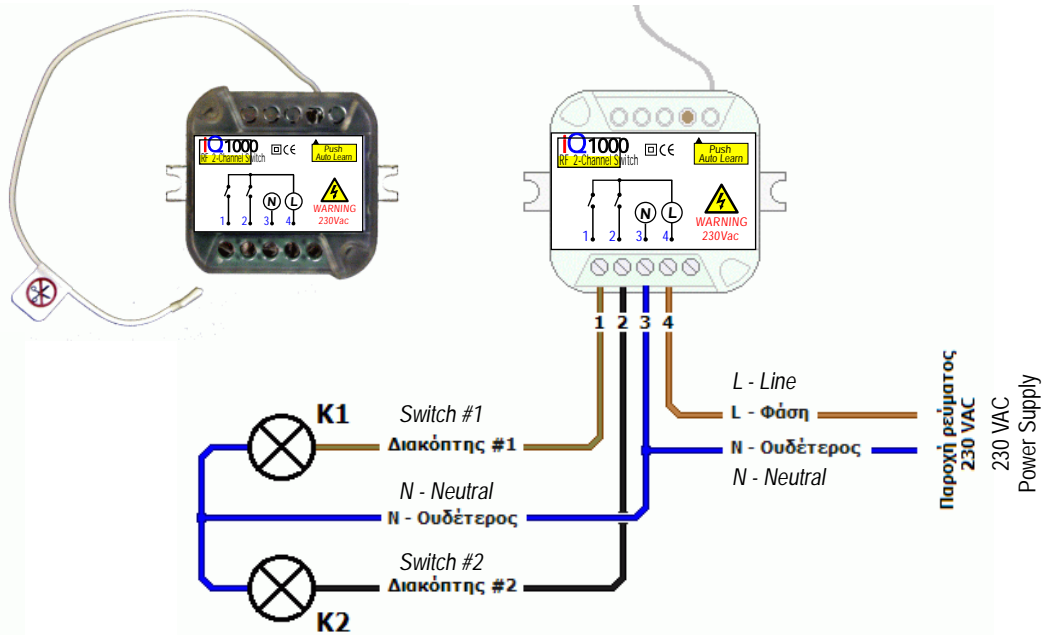 IQ1000
RF 2-Channel Switch
CE
Push
Auto Learn
N L
1 2 3 4
WARNING
230Vac
IQ1000
RF 2-Channel Switch
CE
Push
Auto Learn
N L
1 2 3 4
WARNING
230Vac
1 2 3 4
L - Line
L - Φάση
N - Ουδέτερος
N - Neutral
Παροχή ρεύματος
230 VAC
230 VAC
Power Supply
K1
Switch #1
Διακόπτης #1
N - Neutral
N - Ουδέτερος
Switch #2
Διακόπτης #2
K2